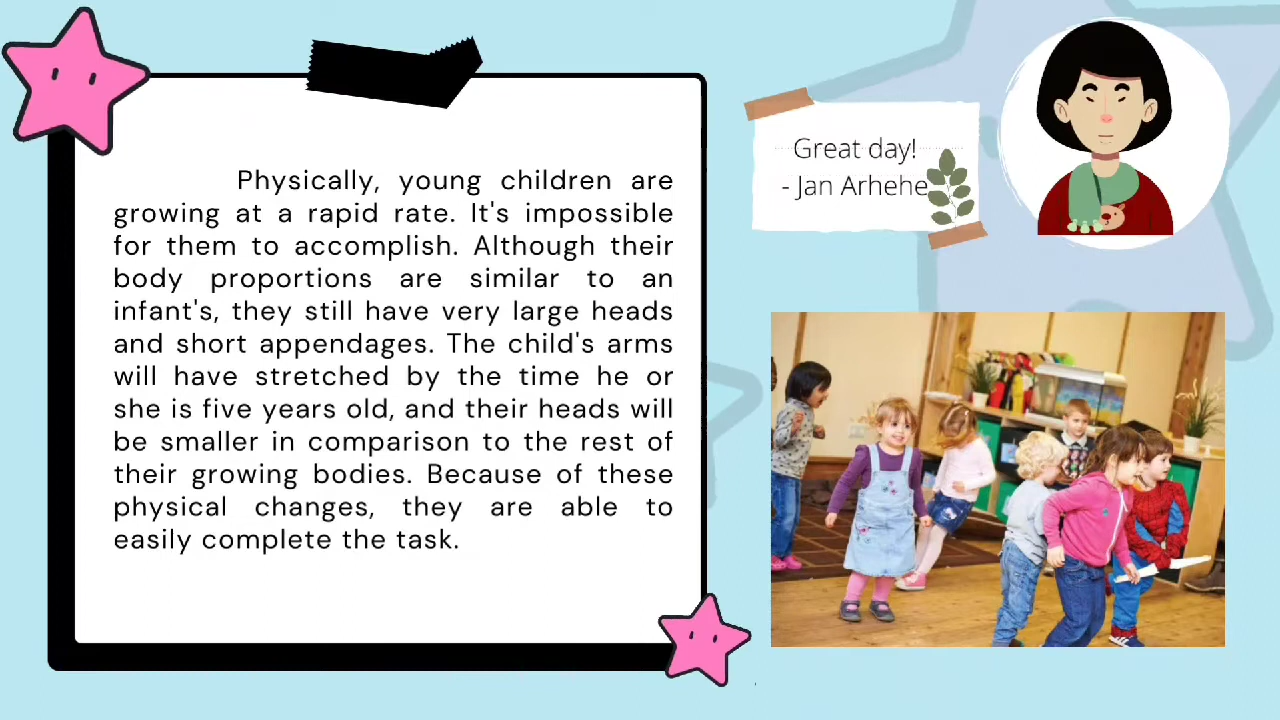 Physically, young children are
growing at a rapid rate. It's impossible
for them to accomplish. Although their
body proportions are similar to an
infant's, they still have very large heads
and short appendages. The child's arms
will have stretched by the time he or
she is five years old, and their heads will
be smaller in comparison to the rest of
their growing bodies. Because of these
physical changes, they are able to
easily complete the task.
Great day!
- Jan Arhehe